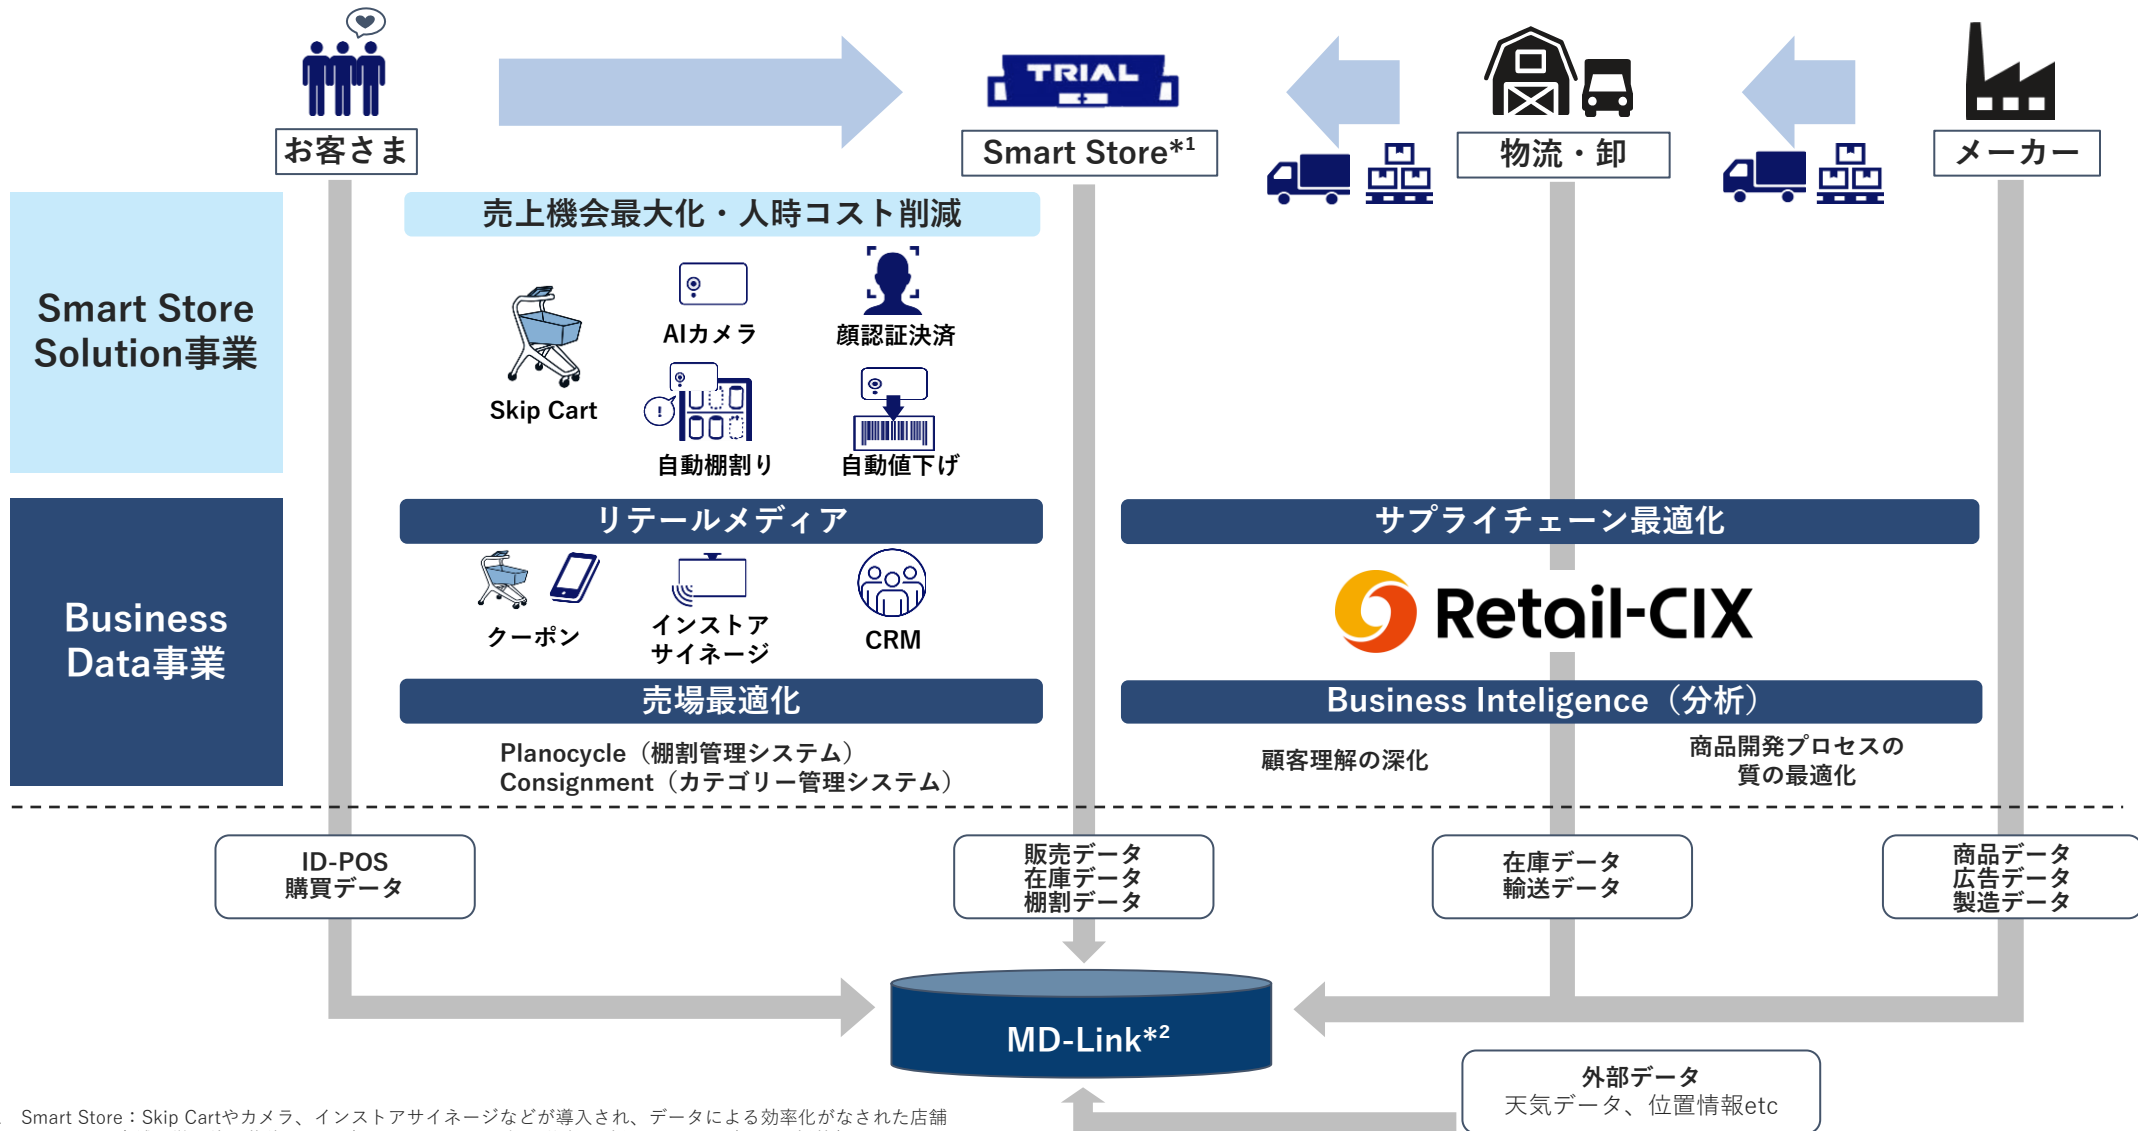 TRIAL
お客さま
Smart Store*1
物流・卸
メーカー
Smart Store
Solution事業
売上機会最大化・人時コスト削減
Skip Cart
AIカメラ
顔認証決済
!
自動棚割り
自動値下げ
Business
Data事業
リテールメディア
クーポン
インストア
サイネージ
CRM
売場最適化
Planocycle（棚割管理システム）
Consignment（カテゴリー管理システム）
サプライチェーン最適化
Retail-CIX
Business Inteligence（分析）
顧客理解の深化
商品開発プロセスの
質の最適化
ID-POS
購買データ
販売データ
在庫データ
棚割データ
在庫データ
輸送データ
商品データ
広告データ
製造データ
MD-Link*2
外部データ
天気データ、位置情報etc
Smart Store：Skip Cartやカメラ、インストアサイネージなどが導入され、データによる効率化がなされた店舗